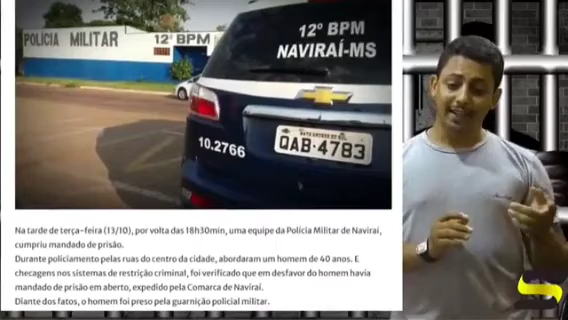 POLÍCIA MILITAR 12º BPM
12º BPM
NAVIRAÍ-MS
10.2766
QAB·4783
Na tarde de terça-feira (13/10), por volta das 18h30min, uma equipe da Polícia Militar de Naviraí,
cumpriu mandado de prisão.
Durante policiamento pelas ruas do centro da cidade, abordaram um homem de 40 anos. E
checagens nos sistemas de restrição criminal, foi verificado que em desfavor do homem havia
mandado de prisão em aberto, expedido pela Comarca de Naviraí.
Diante dos fatos, o homem foi preso pela guarnição policial militar.